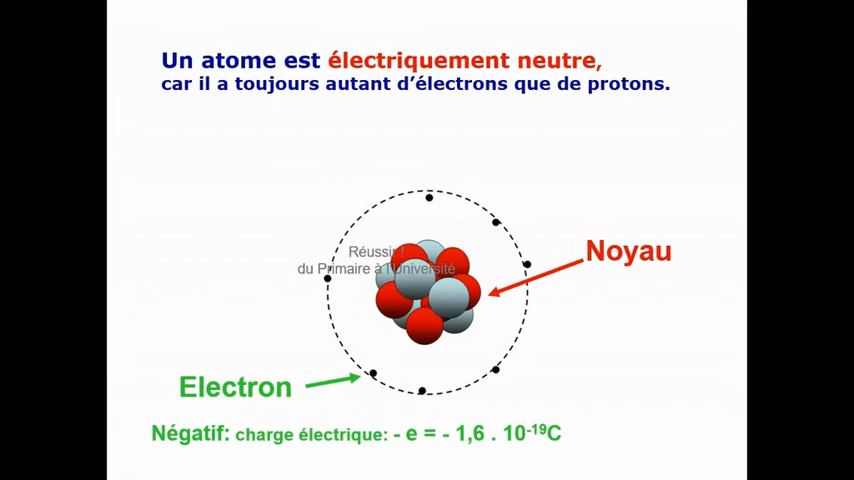 Un atome est électriquement neutre,
car il a toujours autant d'électrons que de protons.
Réussir !
du Primaire à l'Université
Noyau
Electron
Négatif: charge électrique: - e = - 1,6 . 10⁻¹⁹C